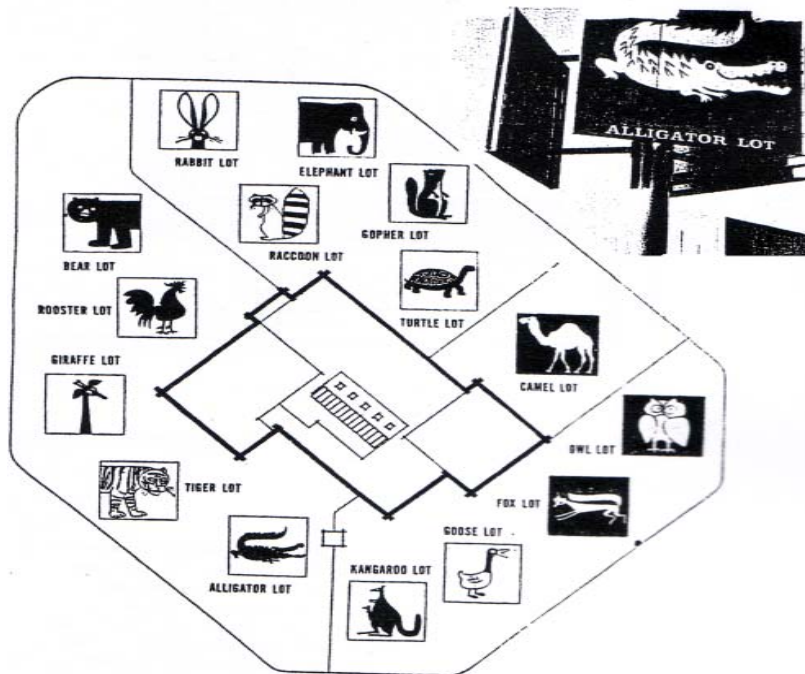 ALLIGATOR LOT
RABBIT LOT
ELEPHANT LOT
GOPHER LOT
RACCOON LOT
BEAR LOT
ROOSTER LOT
TURTLE LOT
GIRAFFE LOT
CAMEL LOT
OWL LOT
TIGER LOT
FOX LOT
GOOSE LOT
ALLIGATOR LOT
KANGAROO LOT